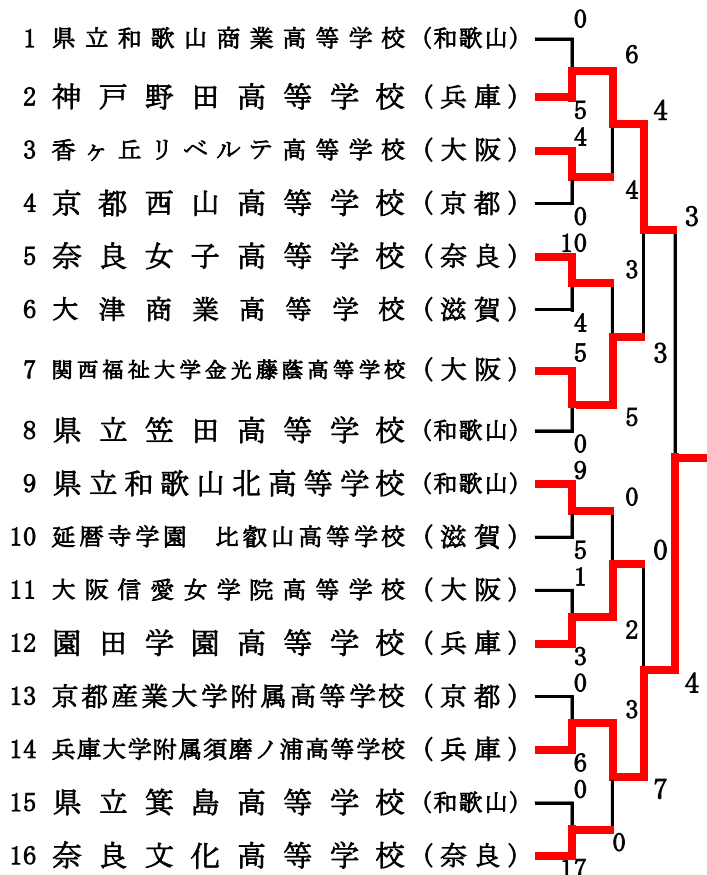 1 県立和歌山商業高等学校 (和歌山)
2 神戸野田高等学校 (兵庫)
3 香ヶ丘リベルテ高等学校 (大阪)
4 京都西山高等学校 (京都)
5 奈良女子高等学校 (奈良)
6 大津商業高等学校 (滋賀)
7 関西福祉大学金光藤蔭高等学校 (大阪)
8 県立笠田高等学校 (和歌山)
9 県立和歌山北高等学校 (和歌山)
10 延暦寺学園 比叡山高等学校 (滋賀)
11 大阪信愛女学院高等学校 (大阪)
12 園田学園高等学校 (兵庫)
13 京都産業大学附属高等学校 (京都)
14 兵庫大学附属須磨ノ浦高等学校 (兵庫)
15 県立箕島高等学校 (和歌山)
16 奈良文化高等学校 (奈良)
0
5
4
0
10
4
5
0
9
5
1
3
0
6
0
17
6
4
3
5
0
2
3
0
4
3
0
7
3
4